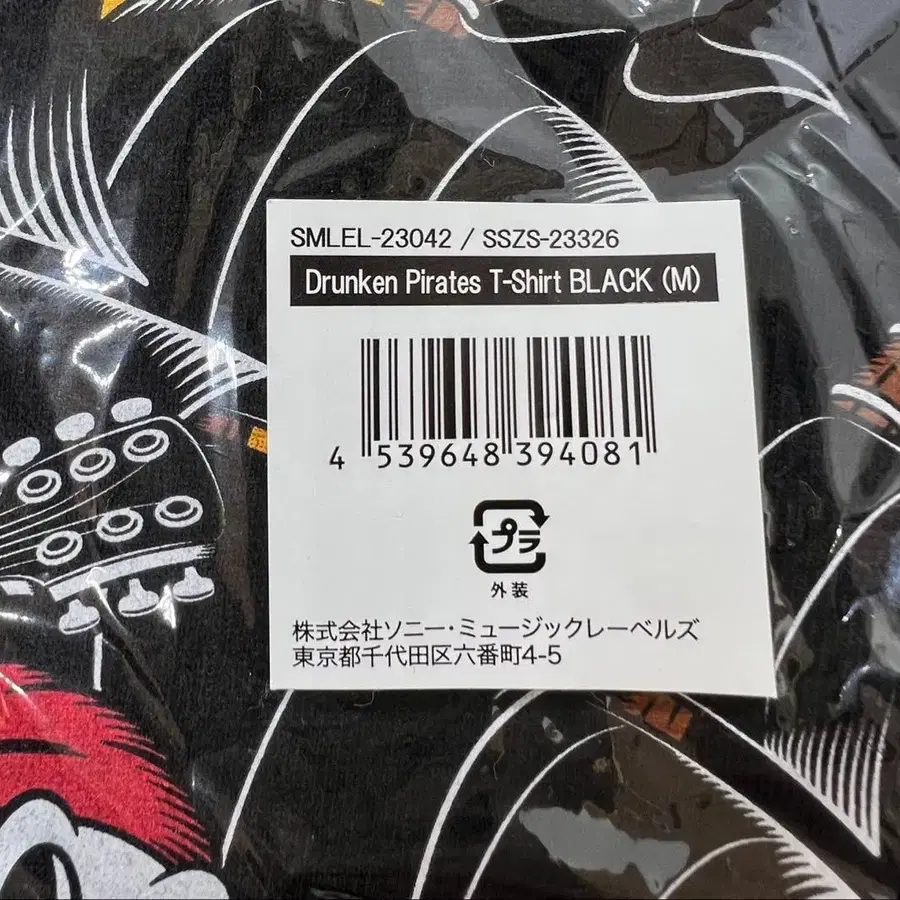 SMLEL-23042 / SSZS-23326
Drunken Pirates T-Shirt BLACK (M)
4 539648 394081
プラ
外装
株式会社ソニー・ミュージックレーベルズ
東京都千代田区六番町4-5